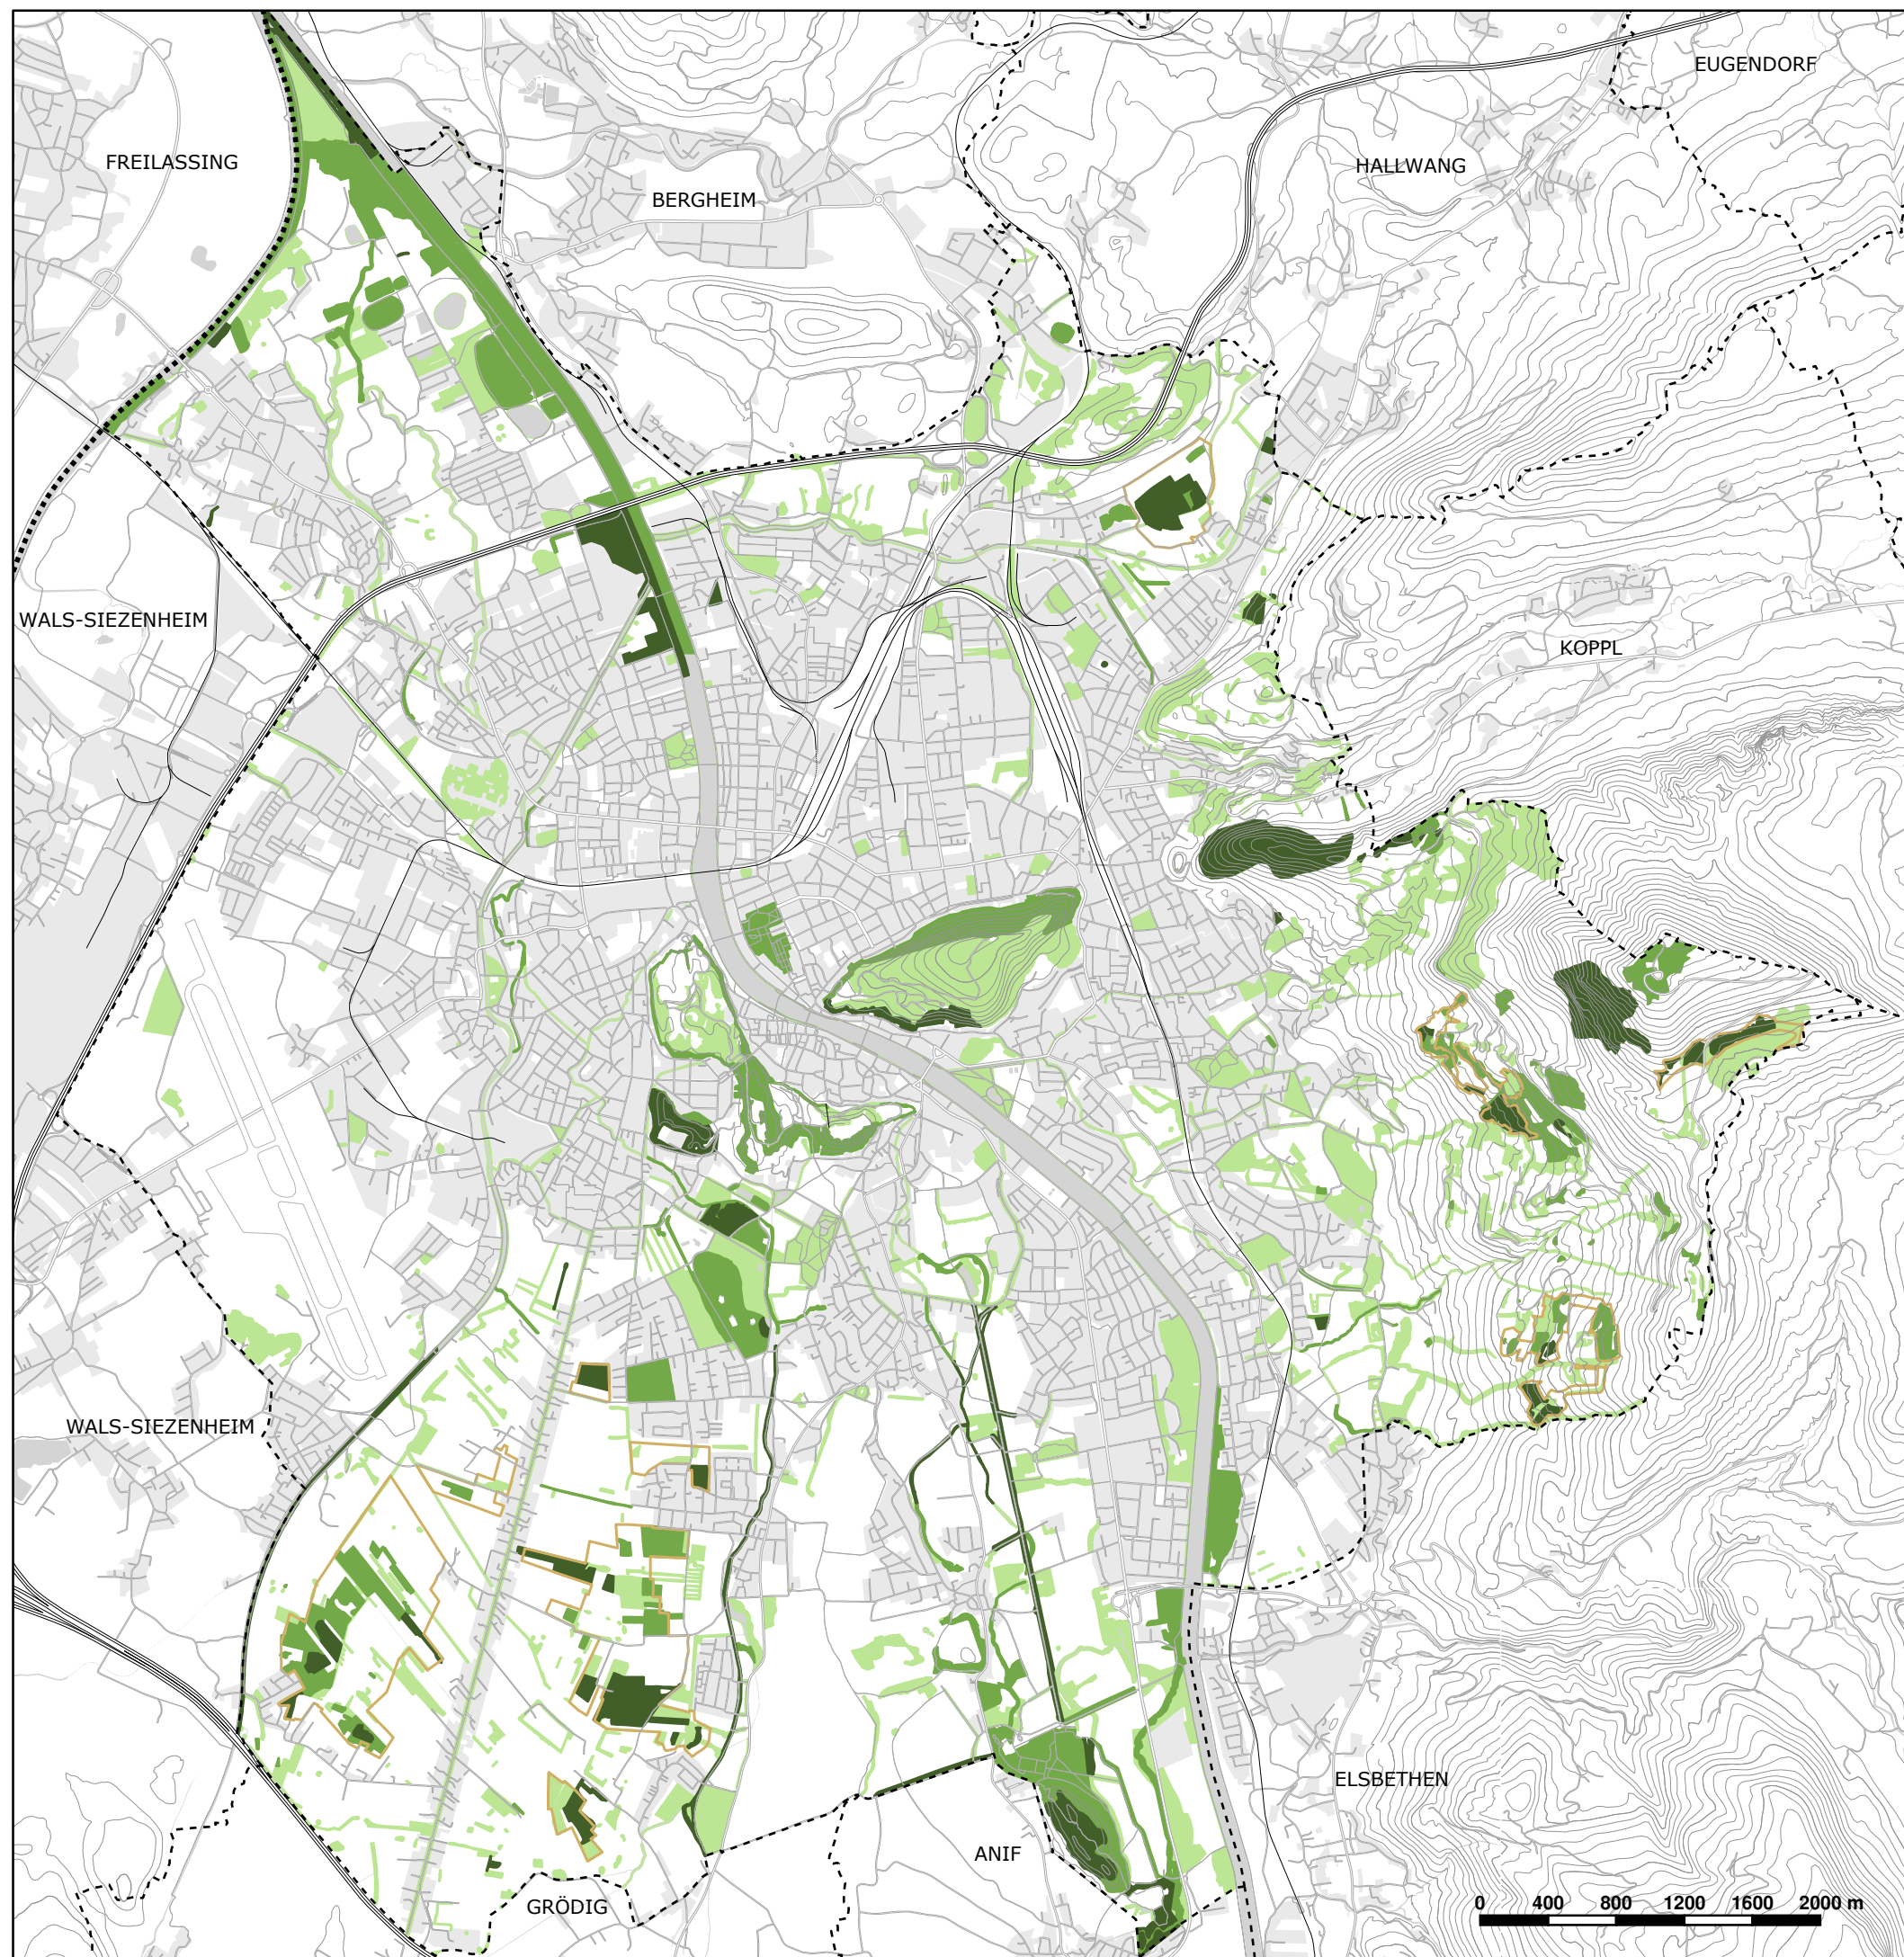 EUGENDORF
FREILASSING
HALLWANG
BERGHEIM
WALS-SIEZENHEIM
KOPPL
WALS-SIEZENHEIM
ELSBETHEN
ANIF
GRÖDIG
0 400 800 1200 1600 2000 m